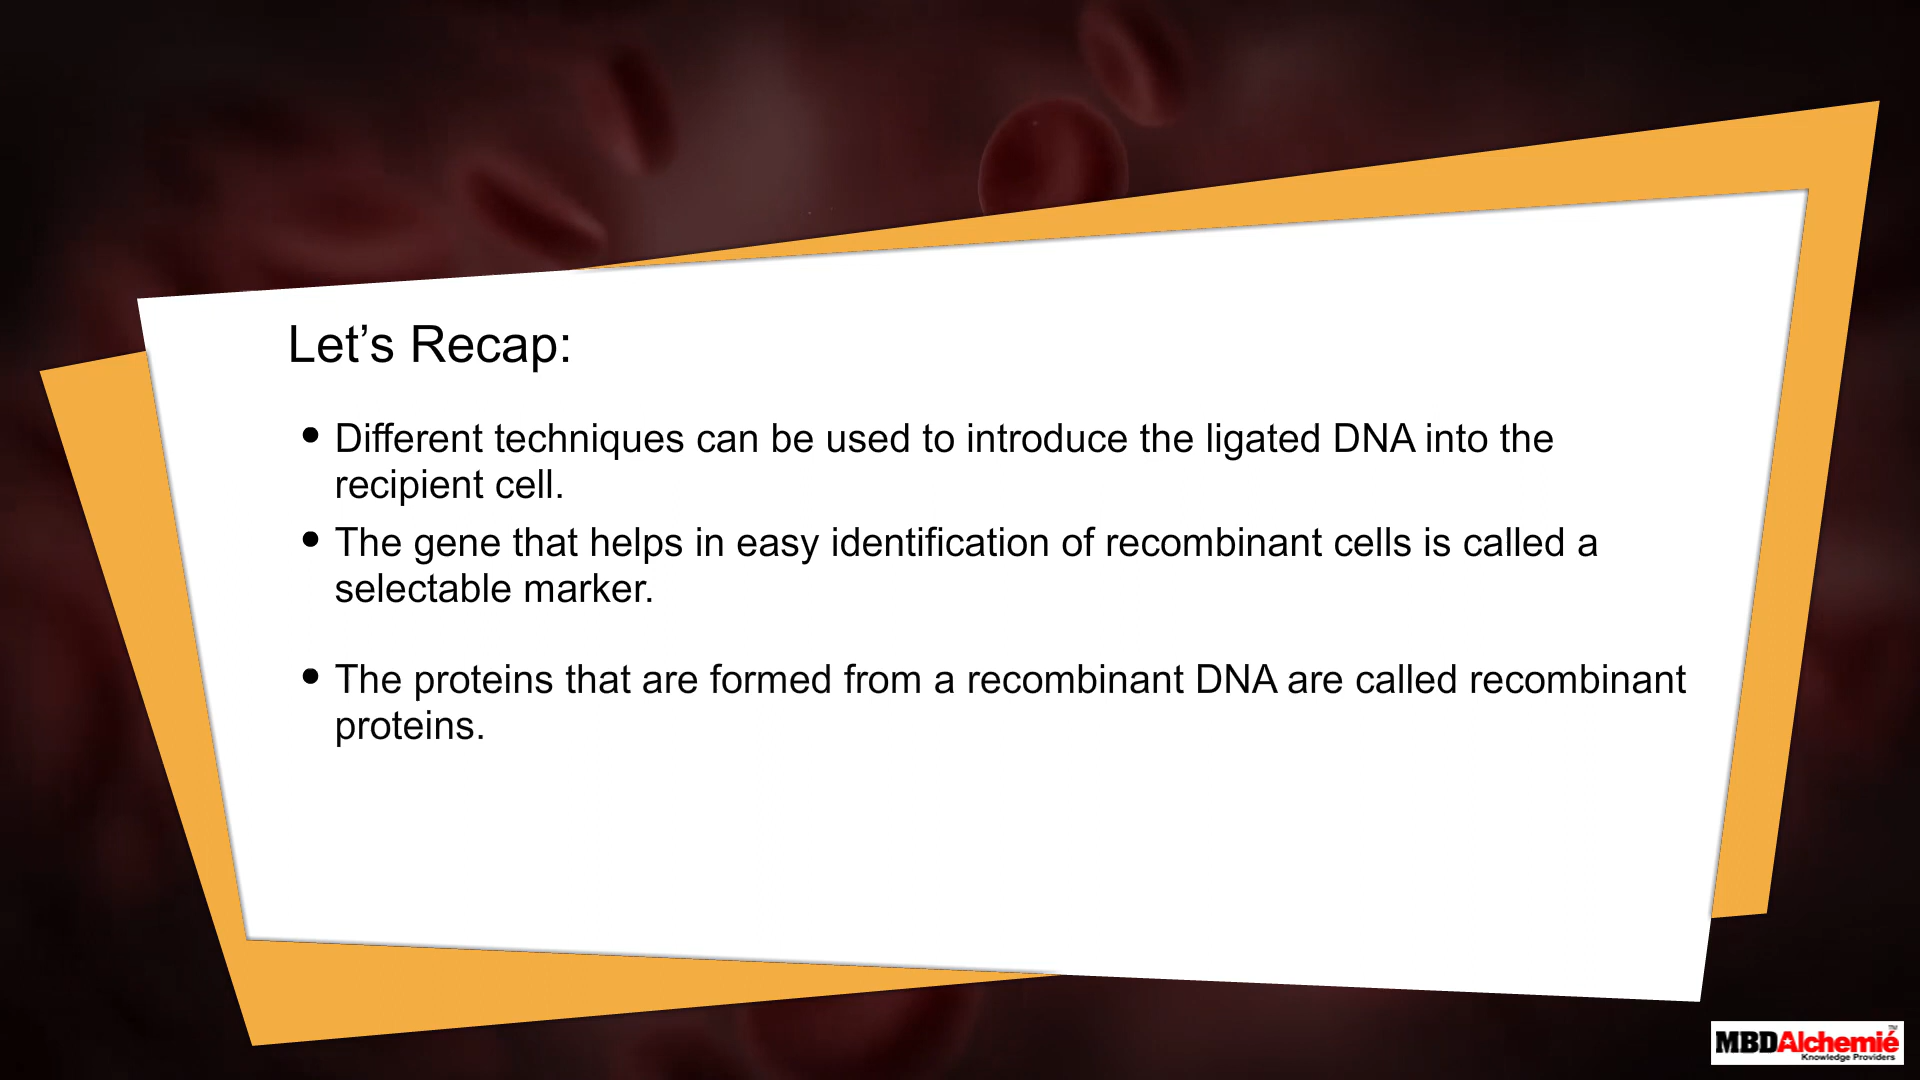 Let’s Recap:
• Different techniques can be used to introduce the ligated DNA into the
recipient cell.
• The gene that helps in easy identification of recombinant cells is called a
selectable marker.
• The proteins that are formed from a recombinant DNA are called recombinant
proteins.
MBDAlchemié™
Knowledge Providers